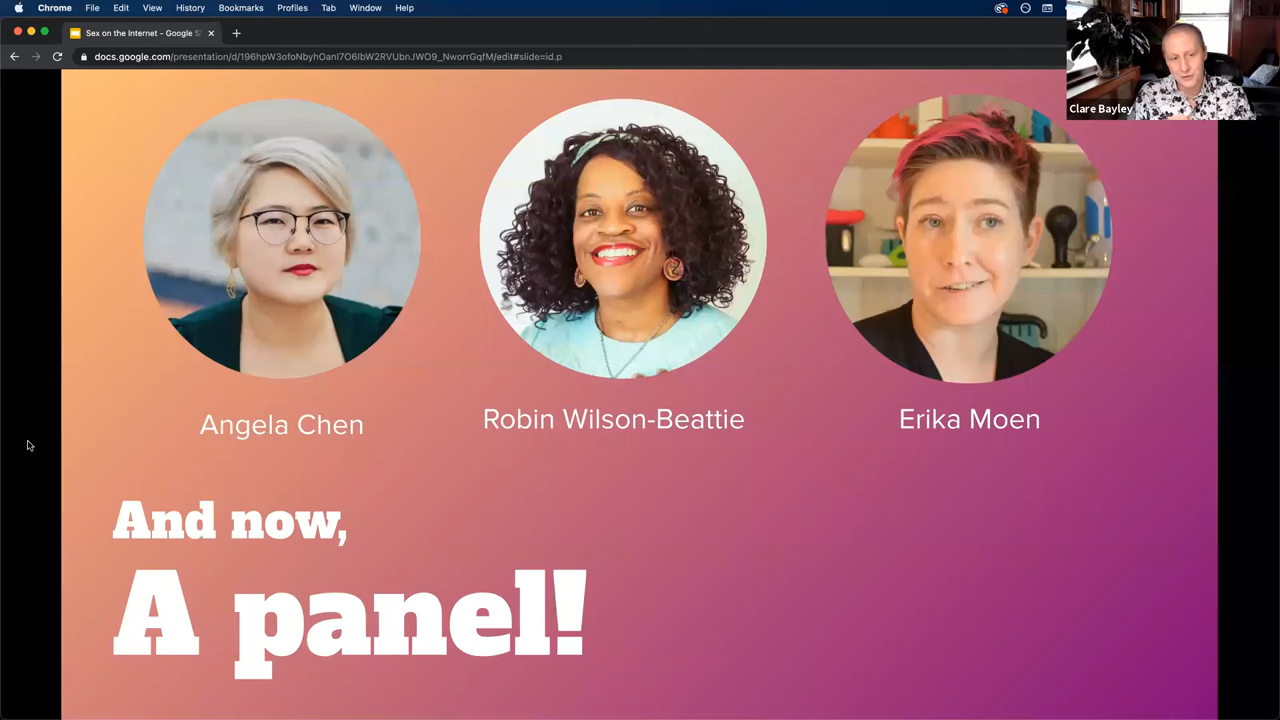 Chrome File Edit View History Bookmarks Profiles Tab Window Help
Sex on the Internet - Google S
docs.google.com/presentation/d/196hpW3ofoNbyhOanI7O6IbW2RVUbnJWO9_NworrGqfM/edit#slide=id.p
Clare Bayley
Angela Chen
Robin Wilson-Beattie
Erika Moen
And now,
A panel!